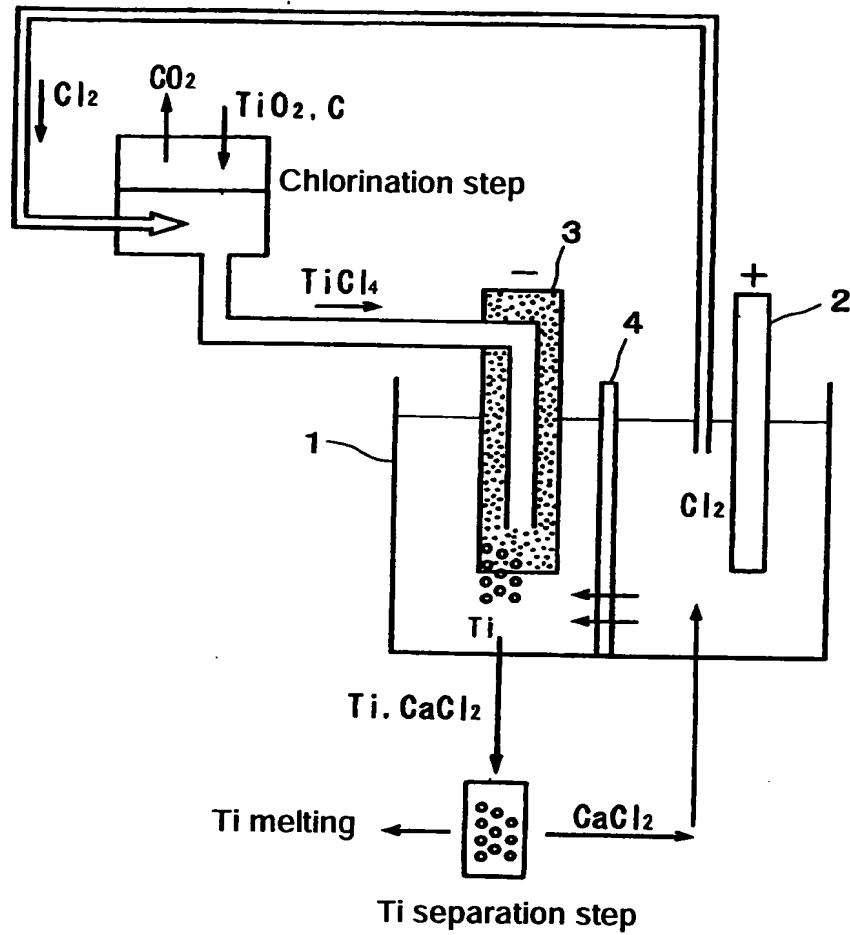 CO2
Cl2
TiO2, C
Chlorination step
TiCl4
−
3
+
2
4
1
Cl2
Ti
Ti. CaCl2
Ti melting
CaCl2
Ti separation step